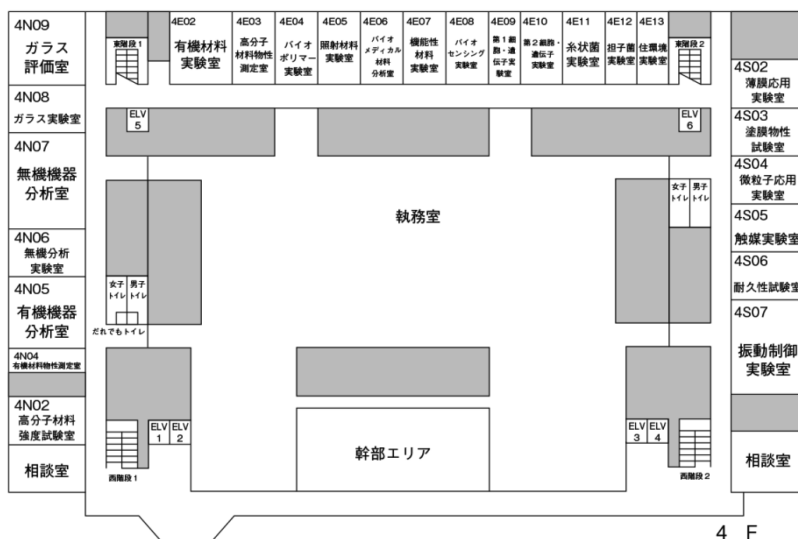 4N09
ガラス
評価室
4N08
ガラス実験室
4N07
無機機器
分析室
4N06
無機分析
実験室
4N05
有機機器
分析室
4N04
有機材料物性測定室
4N02
高分子材料
強度試験室
相談室
東階段1
4E02
有機材料
実験室
4E03
高分子
材料物性
測定室
4E04
バイオ
ポリマー
実験室
4E05
照射材料
実験室
4E06
バイオ
メディカル
材料
分析室
4E07
機能性
材料
実験室
4E08
バイオ
センシング
実験室
4E09
第1細
胞・遺
伝子実
験室
4E10
第2細胞・
遺伝子
実験室
4E11
糸状菌
実験室
4E12
担子菌
実験室
4E13
住環境
実験室
東階段2
4S02
薄膜応用
実験室
4S03
塗膜物性
試験室
4S04
微粒子応用
実験室
4S05
触媒実験室
4S06
耐久性試験室
4S07
振動制御
実験室
相談室
ELV
5
ELV
6
執務室
女子
トイレ
男子
トイレ
女子
トイレ
男子
トイレ
だれでもトイレ
ELV
1
ELV
2
西階段1
幹部エリア
ELV
3
ELV
4
西階段2
4 F